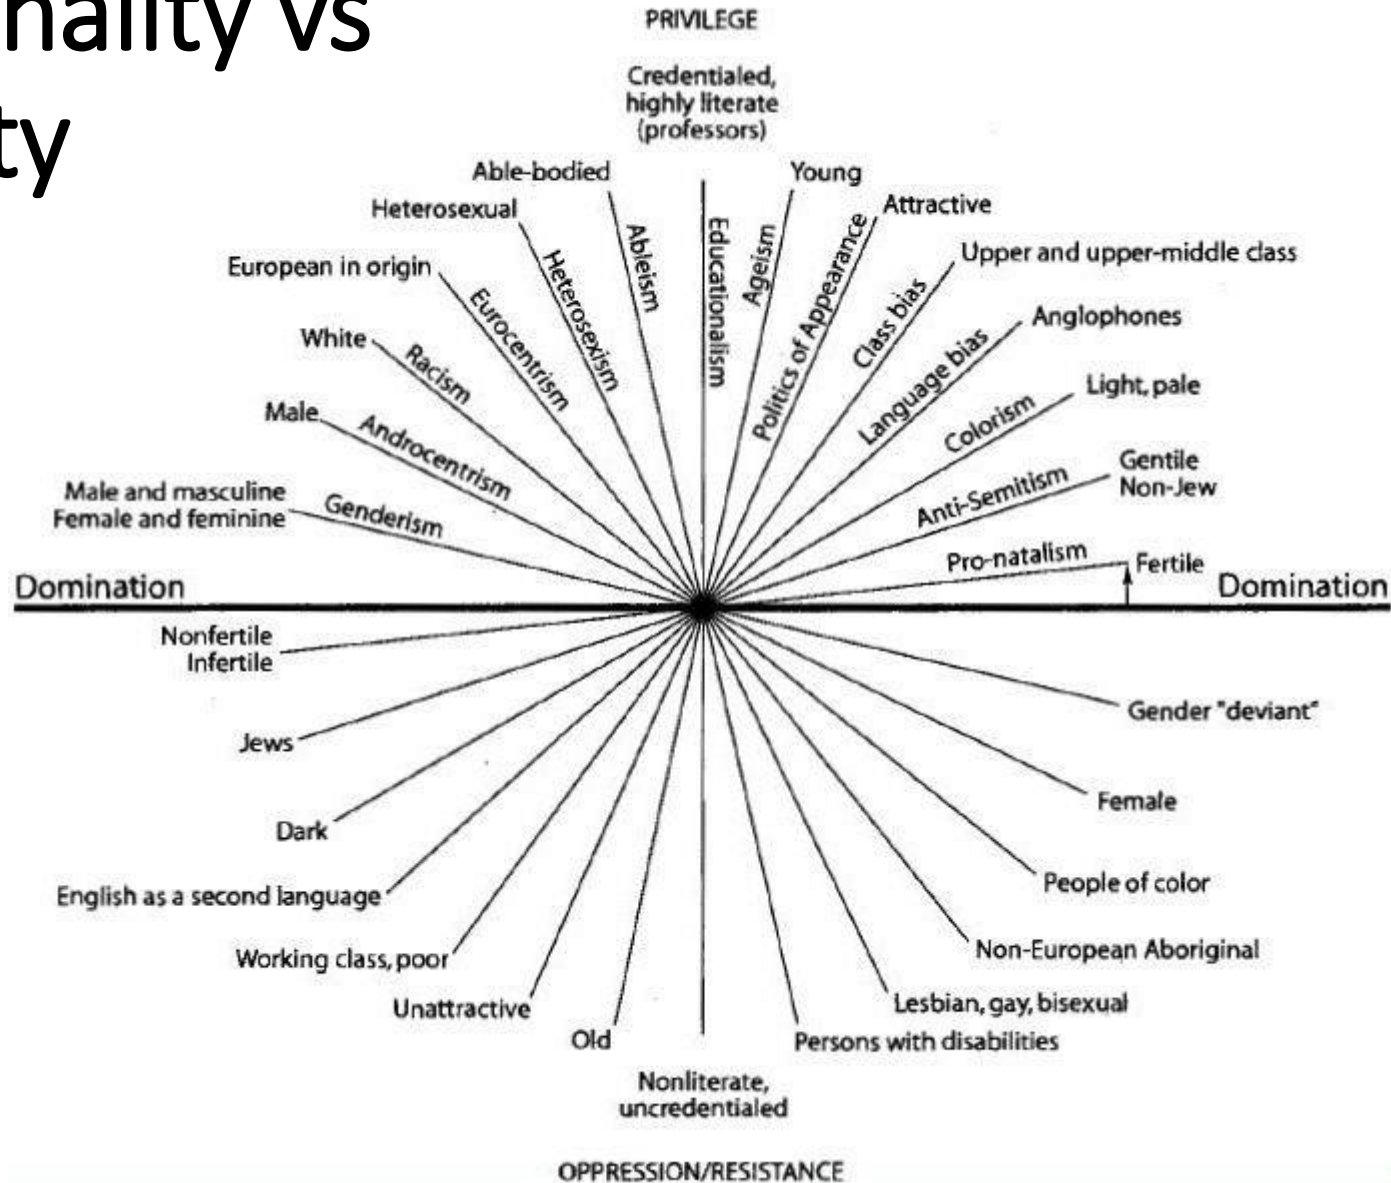 nality vs
ty
PRIVILEGE
Credentialed,
highly literate
(professors)
Able-bodied
Young
Heterosexual
Attractive
European in origin
Upper and upper-middle class
White
Anglophones
Male
Light, pale
Male and masculine
Female and feminine
Gentile
Non-Jew
Fertile
Genderism
Androcentrism
Racism
Eurocentrism
Heterosexism
Ableism
Educationalism
Ageism
Politics of Appearance
Class bias
Language bias
Colorism
Anti-Semitism
Pro-natalism
Domination
Domination
Nonfertile
Infertile
Gender "deviant"
Jews
Female
Dark
People of color
English as a second language
Non-European Aboriginal
Working class, poor
Lesbian, gay, bisexual
Unattractive
Persons with disabilities
Old
Nonliterate,
uncredentialed
OPPRESSION/RESISTANCE